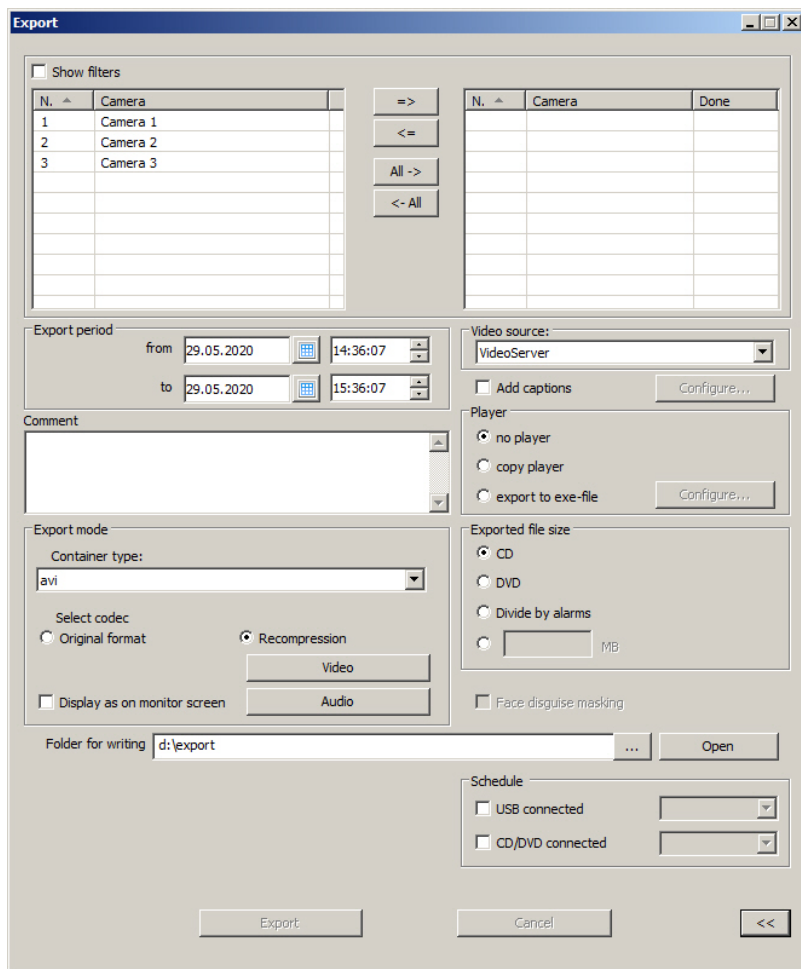 Export
Show filters
N. Camera
1 Camera 1
2 Camera 2
3 Camera 3
=>
<=
All ->
<- All
N. Camera Done
Export period
from 29.05.2020 14:36:07
to 29.05.2020 15:36:07
Video source:
VideoServer
Add captions Configure...
Comment
Player
no player
copy player
export to exe-file Configure...
Export mode
Container type:
avi
Select codec
Original format Recompression
Video
Display as on monitor screen Audio
Exported file size
CD
DVD
Divide by alarms
MB
Face disguise masking
Folder for writing d:\export ... Open
Schedule
USB connected
CD/DVD connected
Export Cancel <<